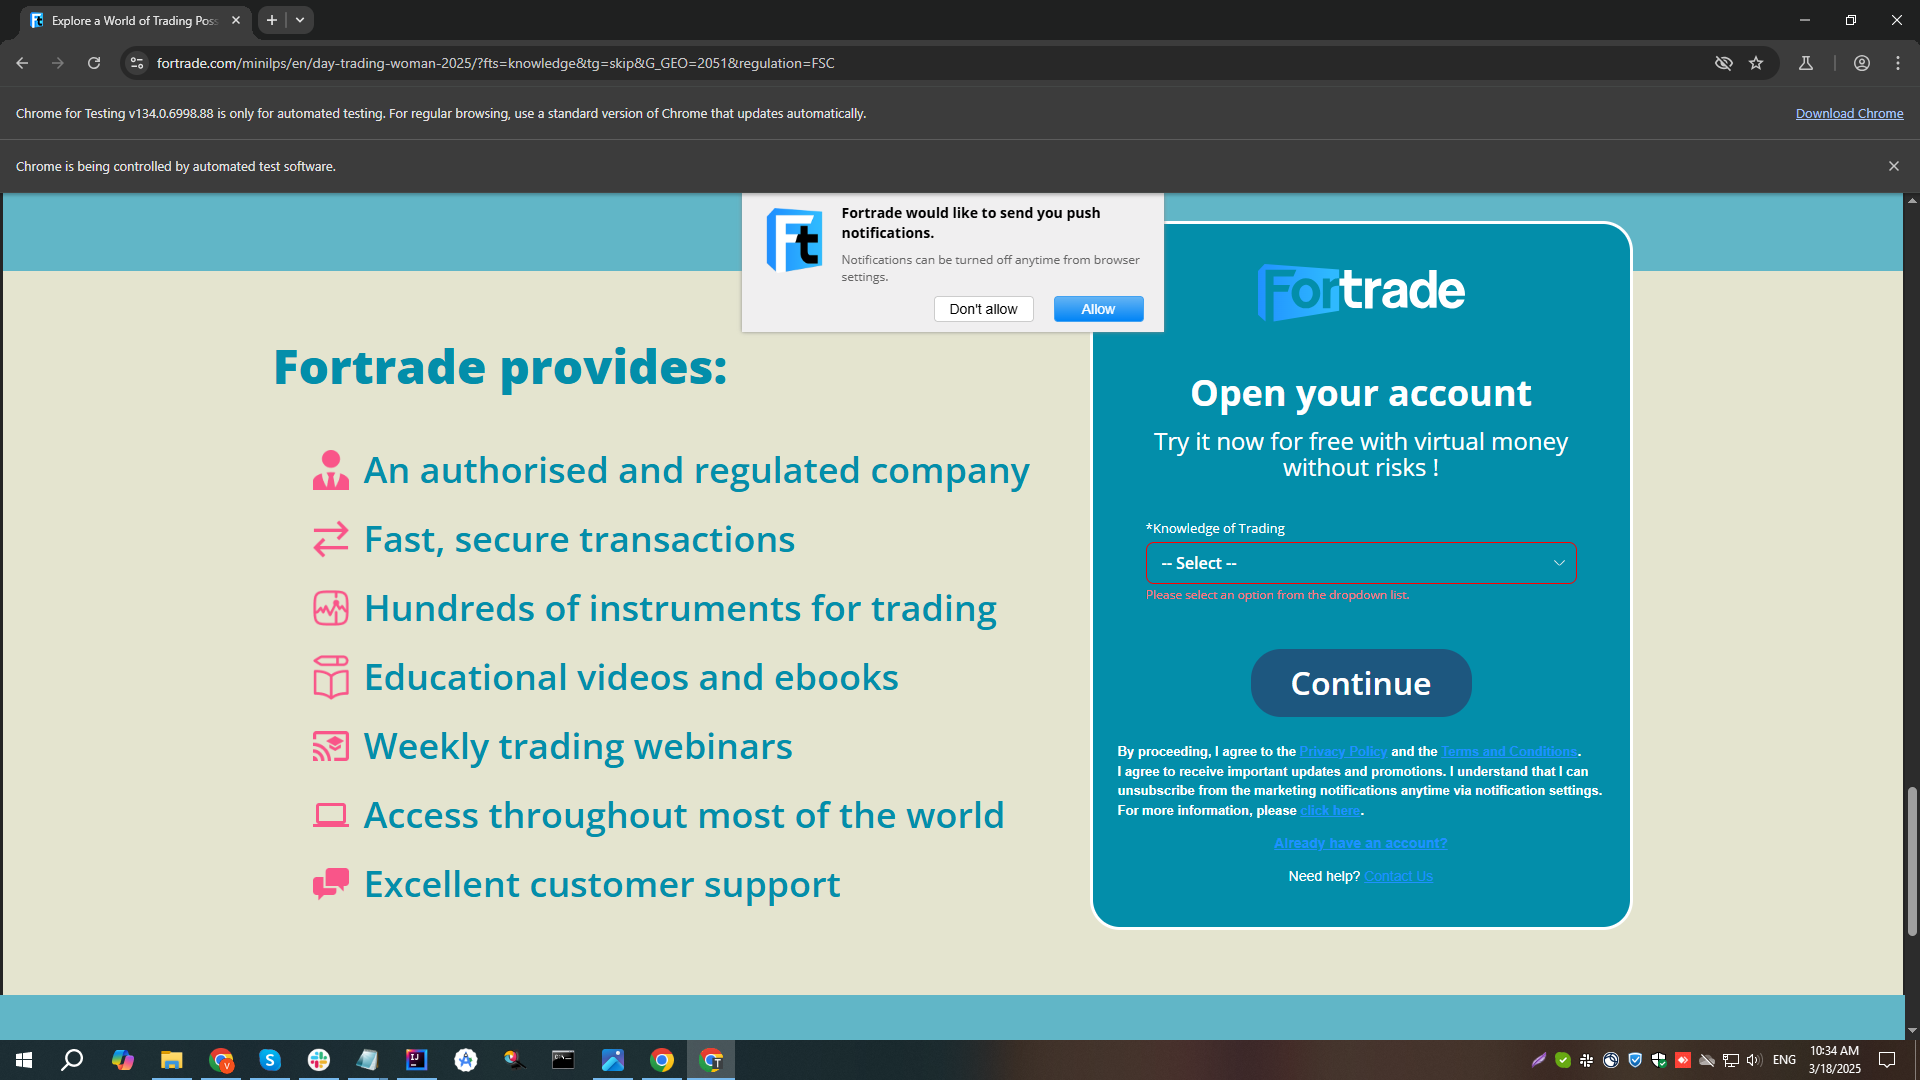 Explore a World of Trading Poss
fortrade.com/minilps/en/day-trading-woman-2025/?fts=knowledge&tg=skip&G_GEO=2051&regulation=FSC
Chrome for Testing v134.0.6998.88 is only for automated testing. For regular browsing, use a standard version of Chrome that updates automatically.
Download Chrome
Chrome is being controlled by automated test software.
Ft
Fortrade would like to send you push
notifications.
Notifications can be turned off anytime from browser
settings.
Don't allow
Allow
Fortrade provides:
An authorised and regulated company
Fast, secure transactions
Hundreds of instruments for trading
Educational videos and ebooks
Weekly trading webinars
Access throughout most of the world
Excellent customer support
Fortrade
Open your account
Try it now for free with virtual money
without risks !
*Knowledge of Trading
-- Select --
Please select an option from the dropdown list.
Continue
By proceeding, I agree to the Privacy Policy and the Terms and Conditions.
I agree to receive important updates and promotions. I understand that I can
unsubscribe from the marketing notifications anytime via notification settings.
For more information, please click here.
Already have an account?
Need help? Contact Us
ENG
10:34 AM
3/18/2025